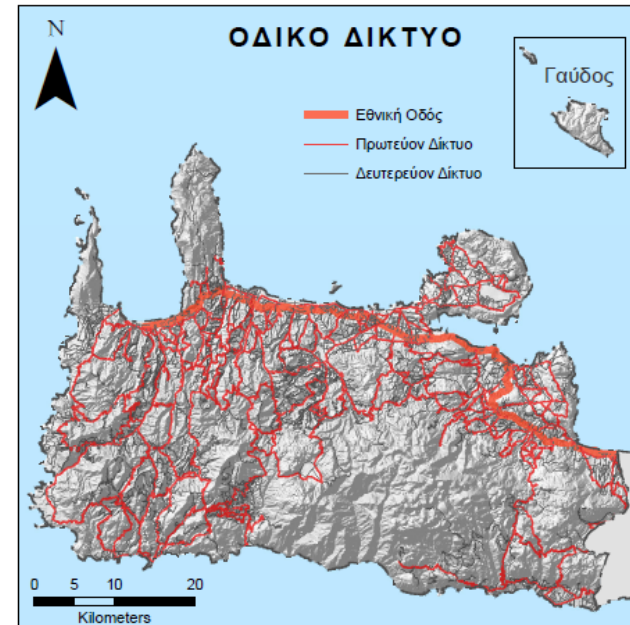 N
ΟΔΙΚΟ ΔΙΚΤΥΟ
Γαύδος
Εθνική Οδός
Πρωτεύον Δίκτυο
Δευτερεύον Δίκτυο
0 5 10 20
Kilometers